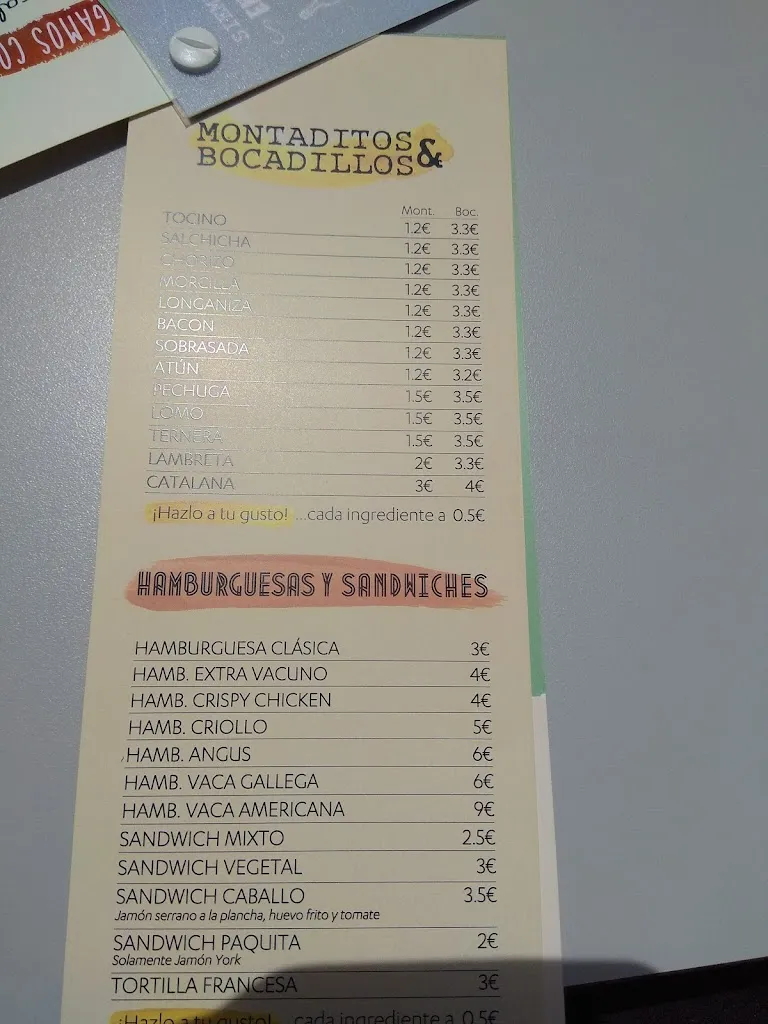 GAMOS CO
MONTADITOS &
BOCADILLOS
Mont. Boc.
TOCINO 1.2€ 3.3€
SALCHICHA 1.2€ 3.3€
CHORIZO 1.2€ 3.3€
MORCILLA 1.2€ 3.3€
LONGANIZA 1.2€ 3.3€
BACON 1.2€ 3.3€
SOBRASADA 1.2€ 3.3€
ATÚN 1.2€ 3.2€
PECHUGA 1.5€ 3.5€
LOMO 1.5€ 3.5€
TERNERA 1.5€ 3.5€
LAMBRETA 2€ 3.3€
CATALANA 3€ 4€
¡Hazlo a tu gusto! ...cada ingrediente a 0.5€
HAMBURGUESAS Y SANDWICHES
HAMBURGUESA CLÁSICA 3€
HAMB. EXTRA VACUNO 4€
HAMB. CRISPY CHICKEN 4€
HAMB. CRIOLLO 5€
HAMB. ANGUS 6€
HAMB. VACA GALLEGA 6€
HAMB. VACA AMERICANA 9€
SANDWICH MIXTO 2.5€
SANDWICH VEGETAL 3€
SANDWICH CABALLO 3.5€
Jamón serrano a la plancha, huevo frito y tomate
SANDWICH PAQUITA 2€
Solamente Jamón York
TORTILLA FRANCESA 3€
¡Hazlo a tu gusto! ...cada ingrediente a 0.5€